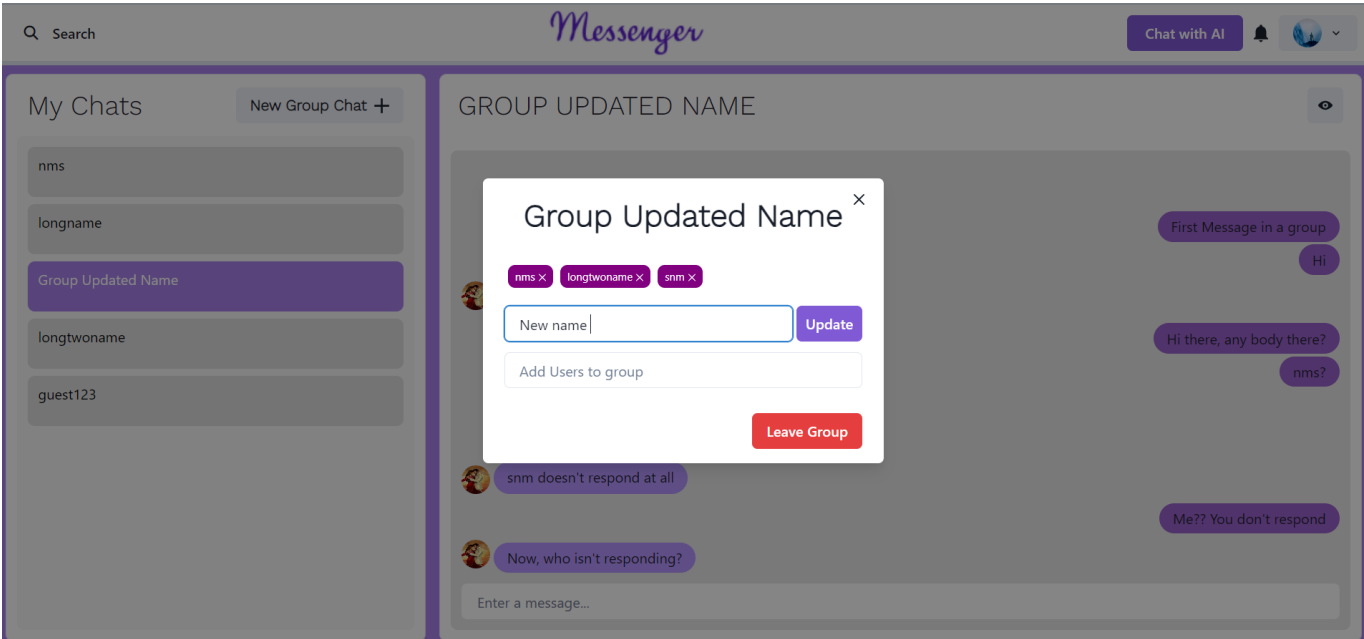 Search
Messenger
Chat with AI
My Chats
New Group Chat +
nms
longname
Group Updated Name
longtwoname
guest123
GROUP UPDATED NAME
First Message in a group
Hi
Hi there, any body there?
nms?
snm doesn't respond at all
Me?? You don't respond
Now, who isn't responding?
Enter a message...
Group Updated Name
nms × longtwoname × snm ×
New name
Update
Add Users to group
Leave Group